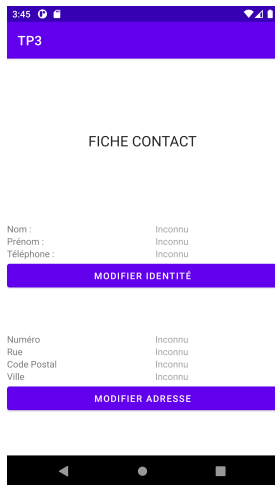 3:45
TP3
FICHE CONTACT
Nom : Inconnu
Prénom : Inconnu
Téléphone : Inconnu
MODIFIER IDENTITÉ
Numéro Inconnu
Rue Inconnu
Code Postal Inconnu
Ville Inconnu
MODIFIER ADRESSE